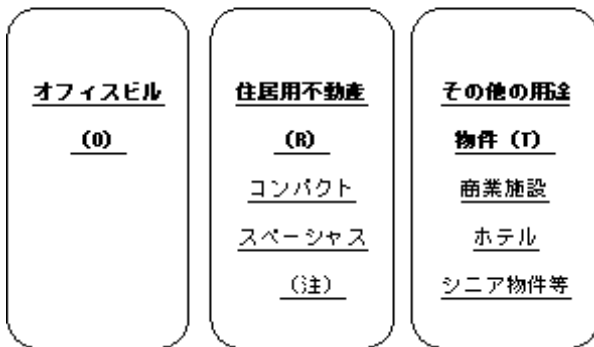 オフィスビル
(O)
住居用不動産
(R)
コンパクト
スペーシャス
(注)
その他の用途
物件 (T)
商業施設
ホテル
シニア物件等